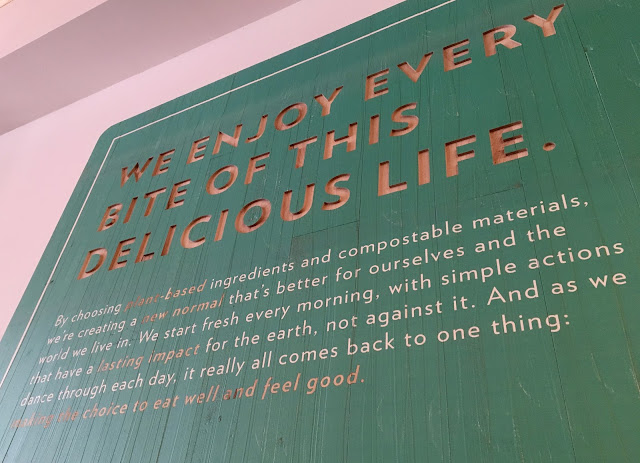 WE ENJOY EVERY
BITE OF THIS
DELICIOUS LIFE.
By choosing plant-based ingredients and compostable materials,
we're creating a new normal that's better for ourselves and the
world we live in. We start fresh every morning, with simple actions
that have a lasting impact for the earth, not against it. And as we
dance through each day, it really all comes back to one thing:
making the choice to eat well and feel good.